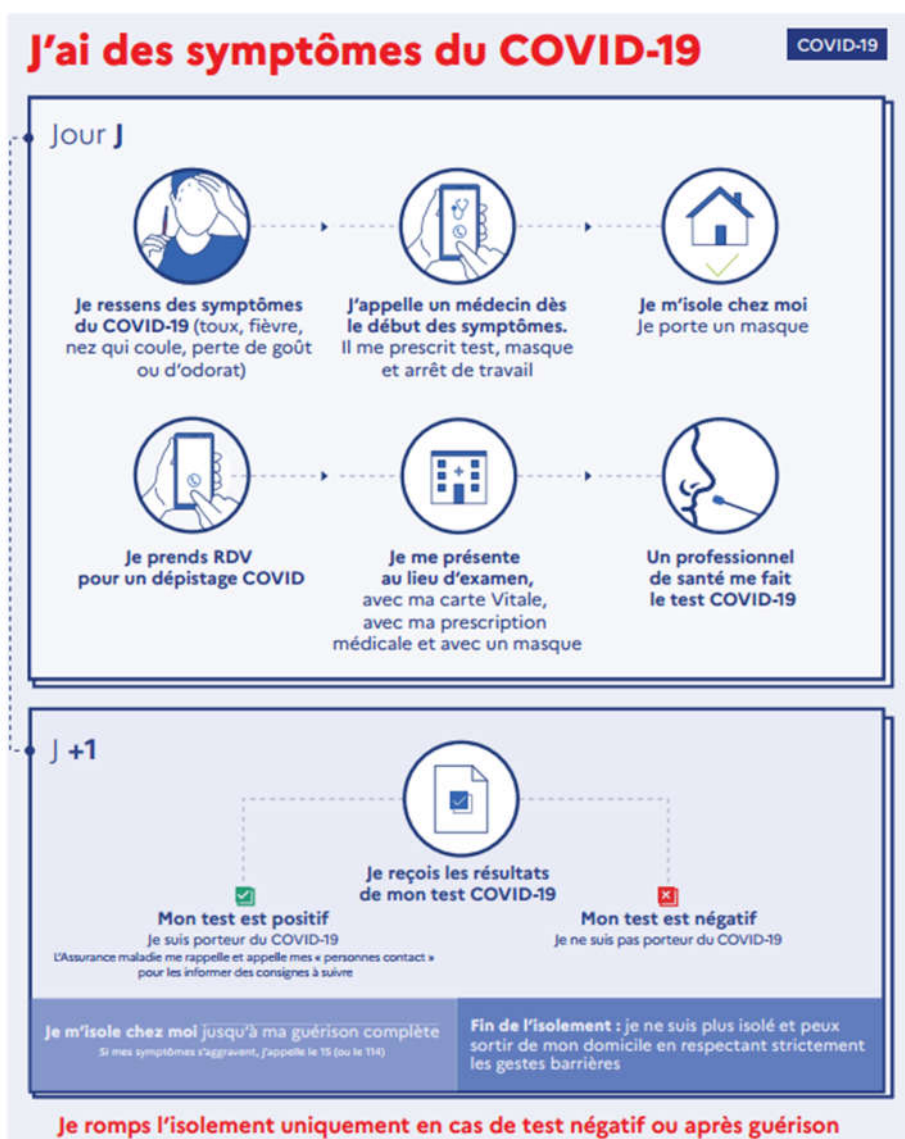 J'ai des symptômes du COVID-19
COVID-19
Jour J
Je ressens des symptômes
du COVID-19 (toux, fièvre,
nez qui coule, perte de goût
ou d'odorat)
J'appelle un médecin dès
le début des symptômes.
Il me prescrit test, masque
et arrêt de travail
Je m'isole chez moi
Je porte un masque
Je prends RDV
pour un dépistage COVID
Je me présente
au lieu d'examen,
avec ma carte Vitale,
avec ma prescription
médicale et avec un masque
Un professionnel
de santé me fait
le test COVID-19
J +1
Je reçois les résultats
de mon test COVID-19
Mon test est positif
Je suis porteur du COVID-19
L'Assurance maladie me rappelle et appelle mes « personnes contact »
pour les informer des consignes à suivre
Mon test est négatif
Je ne suis pas porteur du COVID-19
Je m'isole chez moi jusqu'à ma guérison complète
Si mes symptômes s'aggravent, j'appelle le 15 (ou le 114)
Fin de l'isolement : je ne suis plus isolé et peux
sortir de mon domicile en respectant strictement
les gestes barrières
Je romps l'isolement uniquement en cas de test négatif ou après guérison